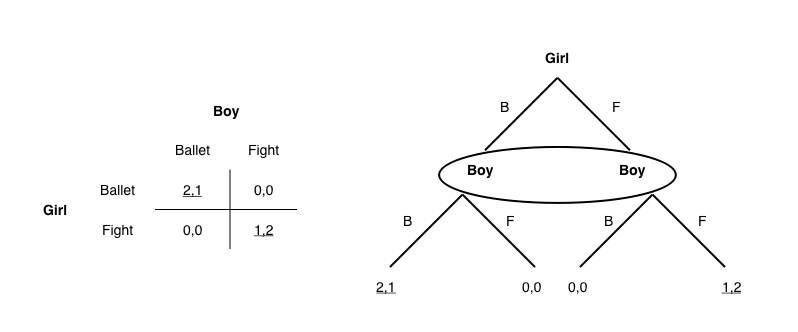 Boy
Ballet Fight
Girl
Ballet 2,1 0,0
Fight 0,0 1,2
Girl
B F
Boy Boy
B F B F
2,1 0,0 0,0 1,2